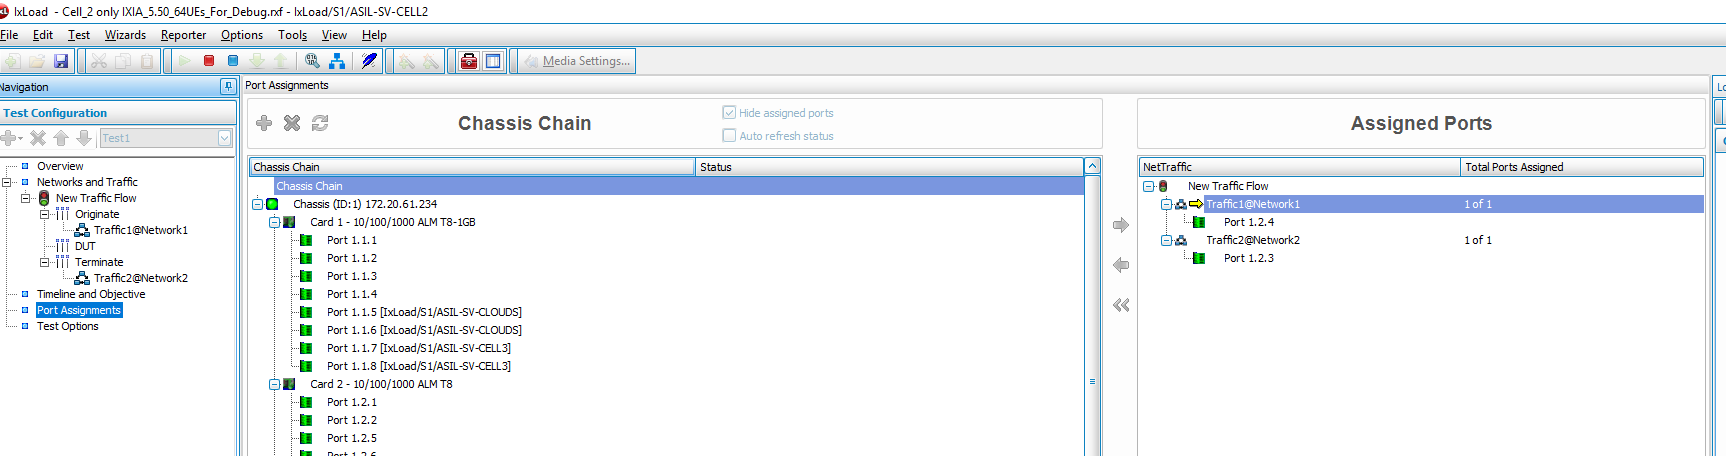 IxLoad - Cell_2 only IXIA_5.50_64UEs_For_Debug.rxf - IxLoad/S1/ASIL-SV-CELL2
File Edit Test Wizards Reporter Options Tools View Help
Media Settings...
Navigation
Test Configuration
Test1
Overview
Networks and Traffic
New Traffic Flow
Originate
Traffic1@Network1
DUT
Terminate
Traffic2@Network2
Timeline and Objective
Port Assignments
Test Options
Port Assignments
Chassis Chain
Hide assigned ports
Auto refresh status
Chassis Chain Status
Chassis Chain
Chassis (ID:1) 172.20.61.234
Card 1 - 10/100/1000 ALM T8-1GB
Port 1.1.1
Port 1.1.2
Port 1.1.3
Port 1.1.4
Port 1.1.5 [IxLoad/S1/ASIL-SV-CLOUDS]
Port 1.1.6 [IxLoad/S1/ASIL-SV-CLOUDS]
Port 1.1.7 [IxLoad/S1/ASIL-SV-CELL3]
Port 1.1.8 [IxLoad/S1/ASIL-SV-CELL3]
Card 2 - 10/100/1000 ALM T8
Port 1.2.1
Port 1.2.2
Port 1.2.5
Port 1.2.6
Assigned Ports
NetTraffic Total Ports Assigned
New Traffic Flow
Traffic1@Network1 1 of 1
Port 1.2.4
Traffic2@Network2 1 of 1
Port 1.2.3